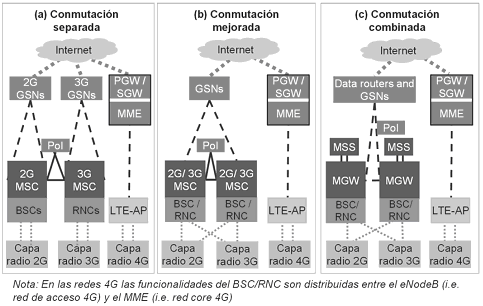 (a) Conmutación
separada
Internet
2G
GSNs
3G
GSNs
PGW /
SGW
MME
PoI
2G
MSC
3G
MSC
BSCs
RNCs
LTE-AP
Capa
radio 2G
Capa
radio 3G
Capa
radio 4G
(b) Conmutación
mejorada
Internet
GSNs
PGW /
SGW
MME
PoI
2G/ 3G
MSC
2G/ 3G
MSC
BSC /
RNC
BSC /
RNC
LTE-AP
Capa
radio 2G
Capa
radio 3G
Capa
radio 4G
(c) Conmutación
combinada
Internet
Data routers and
GSNs
PGW /
SGW
MME
PoI
MSS
MSS
MGW
MGW
BSC/
RNC
BSC/
RNC
LTE-AP
Capa
radio 2G
Capa
radio 3G
Capa
radio 4G
Nota: En las redes 4G las funcionalidades del BSC/RNC son distribuidas entre el eNodeB (i.e.
red de acceso 4G) y el MME (i.e. red core 4G)